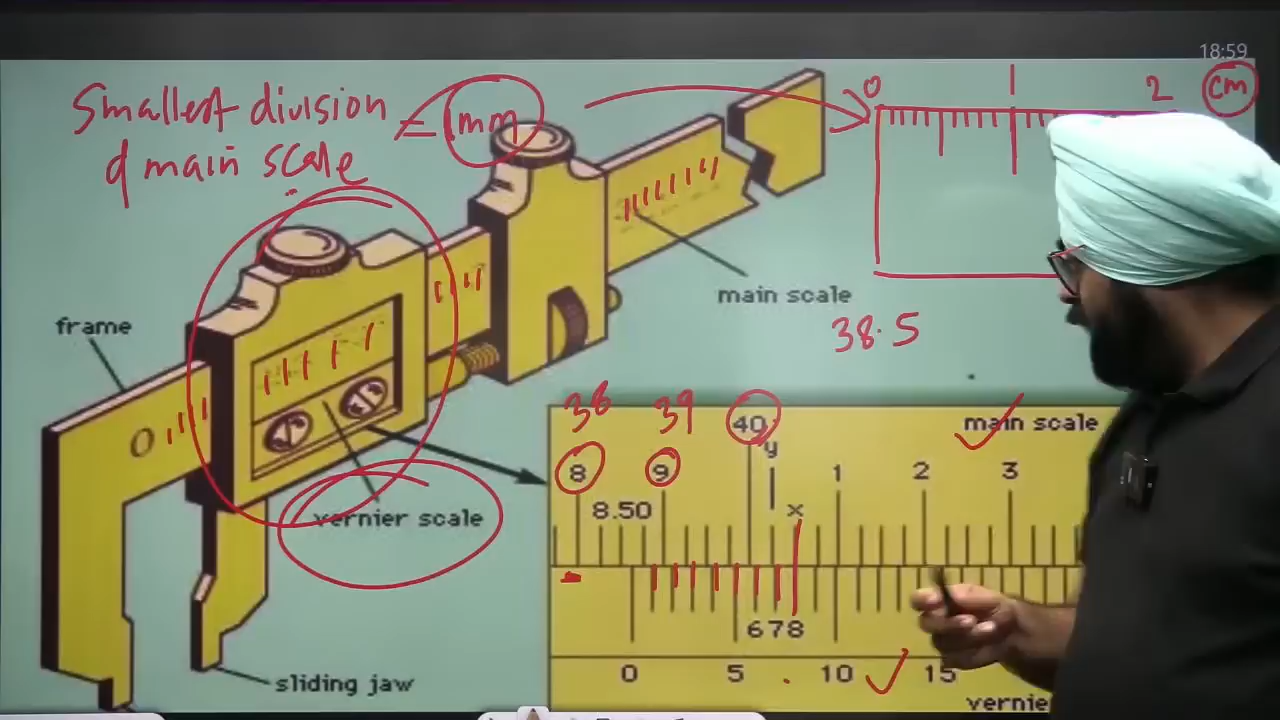 18:59
Smallest division = 1mm
of main scale
0 1 2 cm
frame
main scale
38.5
38 39 40
main scale
y
8 9 1 2 3
8.50 x
vernier scale
678
0 5 10 15
sliding jaw
vernie